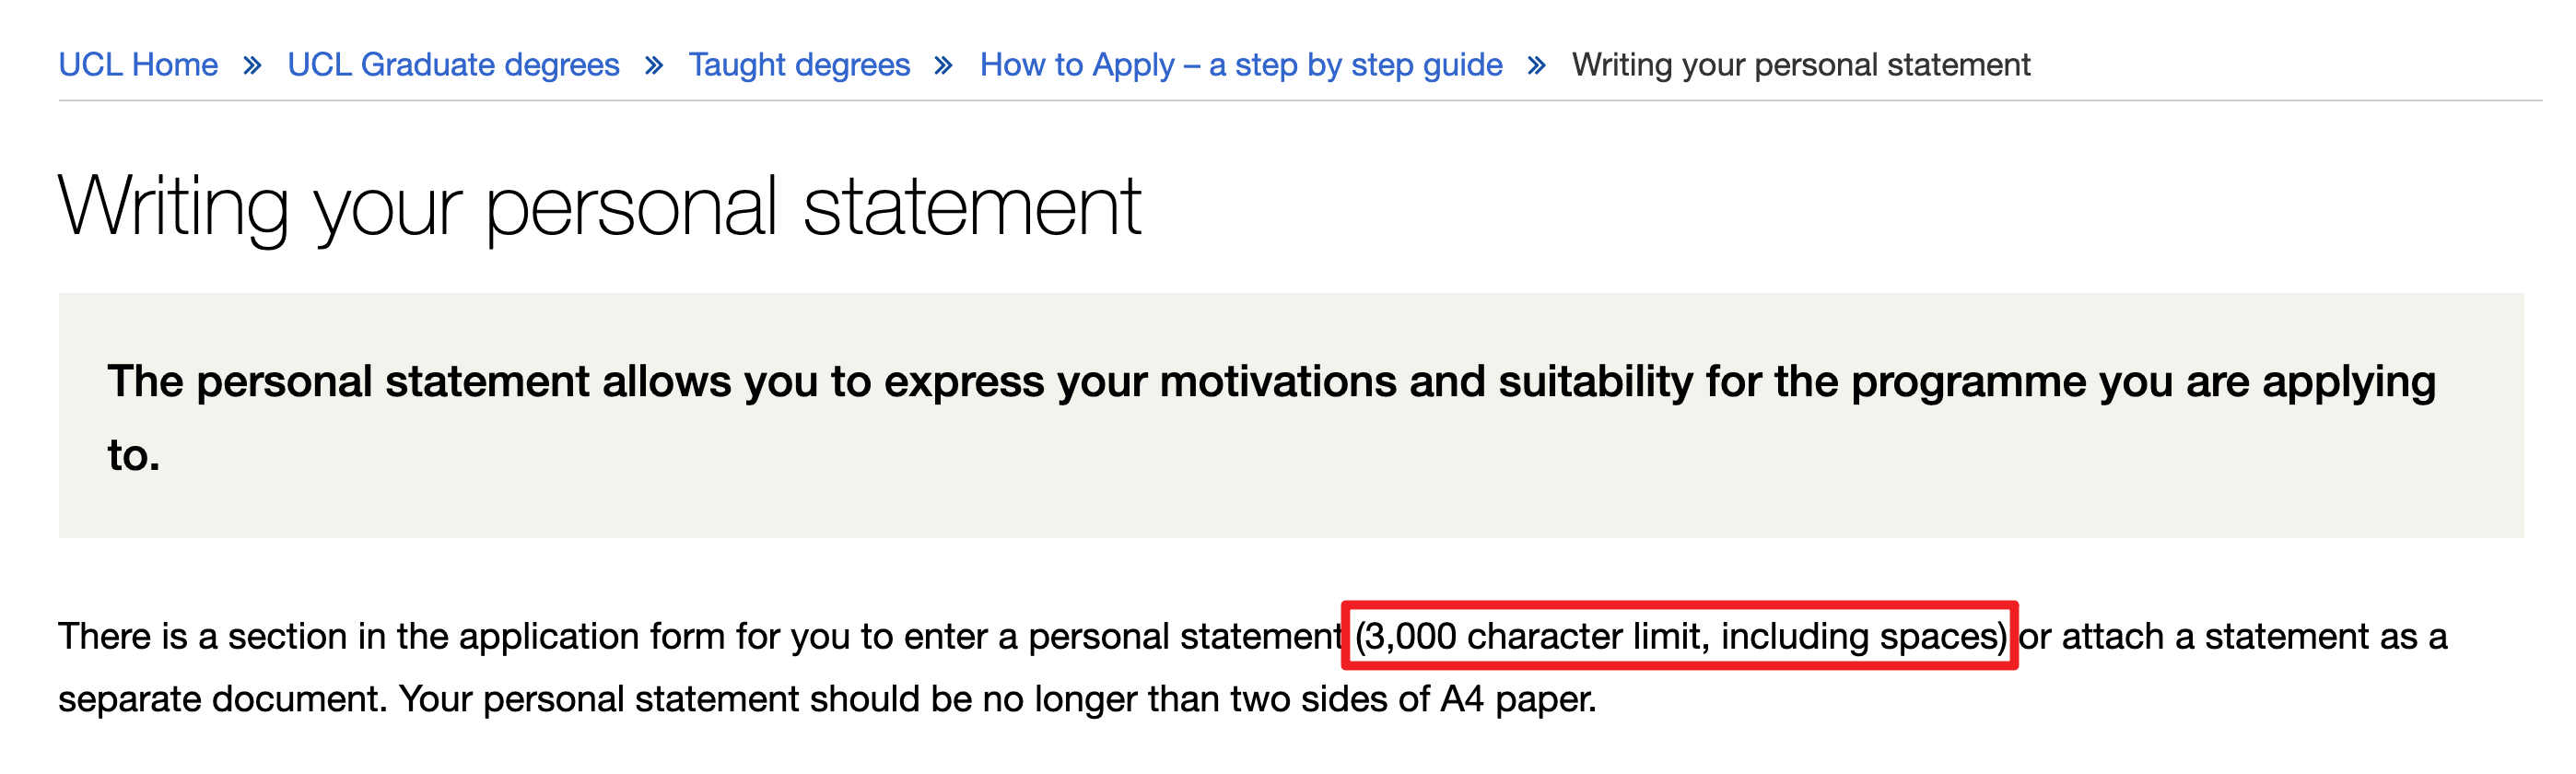 UCL Home » UCL Graduate degrees » Taught degrees » How to Apply – a step by step guide » Writing your personal statement
Writing your personal statement
The personal statement allows you to express your motivations and suitability for the programme you are applying
to.
There is a section in the application form for you to enter a personal statement (3,000 character limit, including spaces) or attach a statement as a
separate document. Your personal statement should be no longer than two sides of A4 paper.